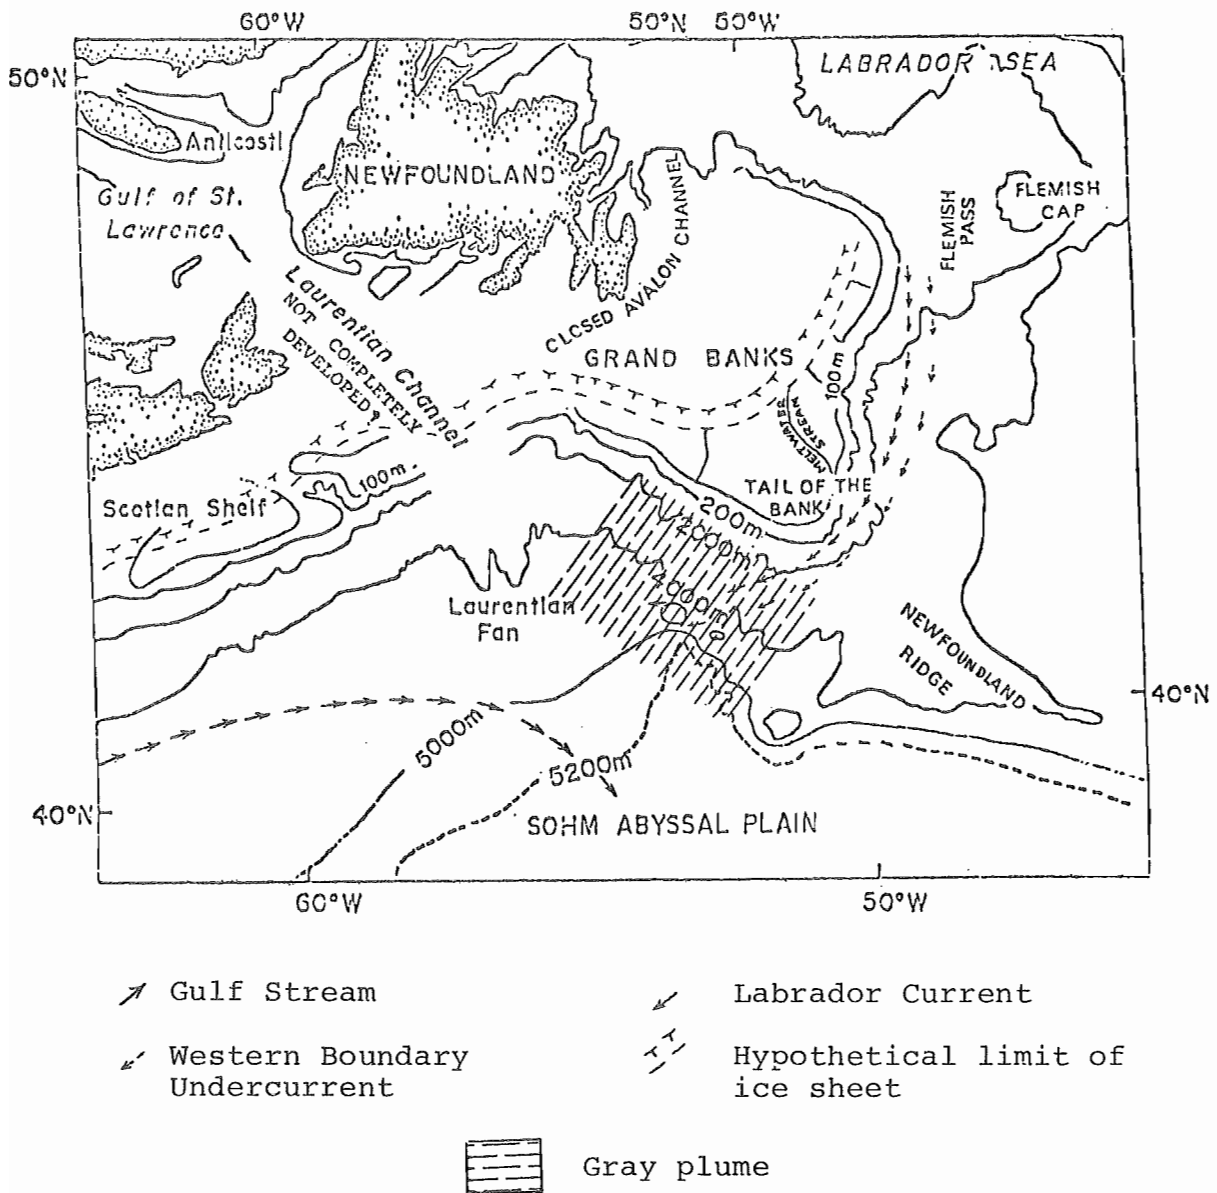 60°W 50°N 50°W
50°N
LABRADOR SEA
Anticosti
NEWFOUNDLAND
Gulf of St.
Lawrence
CLOSED AVALON CHANNEL
FLEMISH
PASS
FLEMISH
CAP
Laurentian Channel
NOT COMPLETELY
DEVELOPED?
GRAND BANKS
100m
MELTWATER
STREAM
TAIL OF THE
BANK
100m.
Scotian Shelf
200m
2000m
4000m
Laurentian
Fan
NEWFOUNDLAND
RIDGE
40°N
5000m
5200m
40°N
SOHM ABYSSAL PLAIN
60°W 50°W
Gulf Stream
Labrador Current
Western Boundary
Undercurrent
Hypothetical limit of
ice sheet
Gray plume